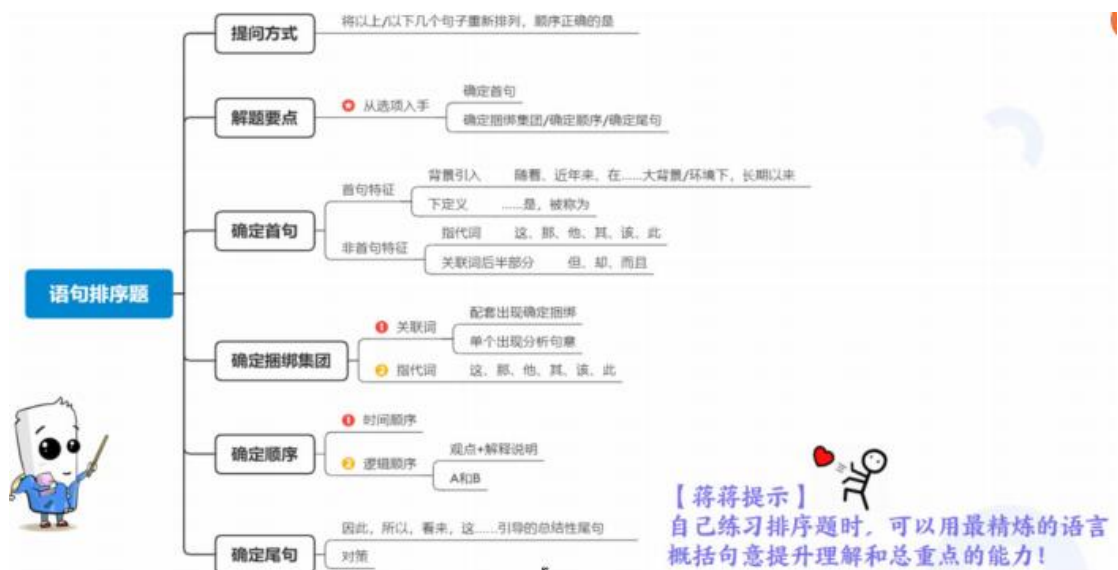 提问方式
将以上/以下几个句子重新排列，顺序正确的是
解题要点
从选项入手
确定首句
确定捆绑集团/确定顺序/确定尾句
确定首句
首句特征
背景引入 随着、近年来、在……大背景/环境下，长期以来
下定义 ……是，被称为
非首句特征
指代词 这、那、他、其、该、此
关联词后半部分 但、却、而且
语句排序题
确定捆绑集团
1 关联词
配套出现确定捆绑
单个出现分析句意
2 指代词 这、那、他、其、该、此
确定顺序
1 时间顺序
2 逻辑顺序
观点+解释说明
A和B
确定尾句
因此，所以，看来，这……引导的总结性尾句
对策
【蒋蒋提示】
自己练习排序题时，可以用最精炼的语言
概括句意提升理解和总重点的能力！